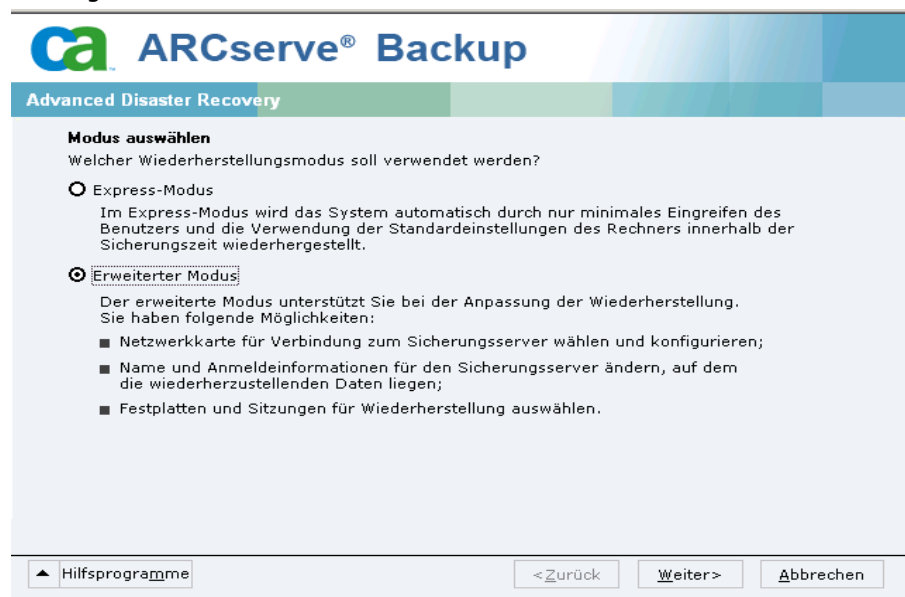 ca ARCserve® Backup
Advanced Disaster Recovery
Modus auswählen
Welcher Wiederherstellungsmodus soll verwendet werden?
Express-Modus
Im Express-Modus wird das System automatisch durch nur minimales Eingreifen des
Benutzers und die Verwendung der Standardeinstellungen des Rechners innerhalb der
Sicherungszeit wiederhergestellt.
Erweiterter Modus
Der erweiterte Modus unterstützt Sie bei der Anpassung der Wiederherstellung.
Sie haben folgende Möglichkeiten:
■ Netzwerkkarte für Verbindung zum Sicherungsserver wählen und konfigurieren;
■ Name und Anmeldeinformationen für den Sicherungsserver ändern, auf dem
die wiederherzustellenden Daten liegen;
■ Festplatten und Sitzungen für Wiederherstellung auswählen.
Hilfsprogramme <Zurück Weiter> Abbrechen